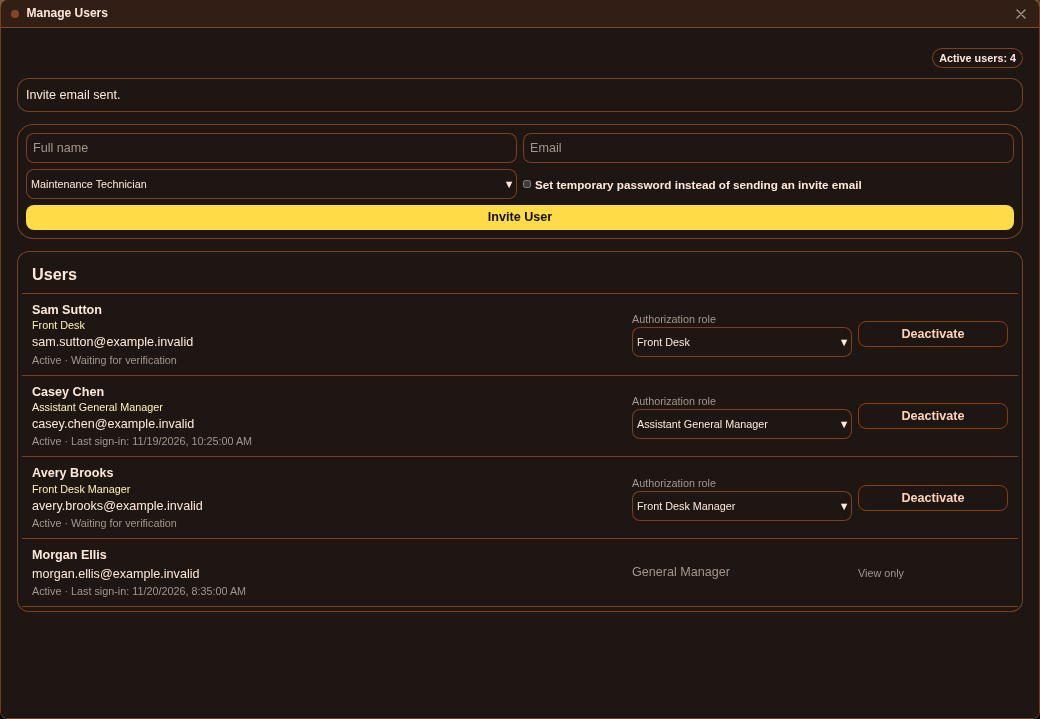 Manage Users
Active users: 4
Invite email sent.
Full name
Email
Maintenance Technician
Set temporary password instead of sending an invite email
Invite User
Users
Sam Sutton
Front Desk
sam.sutton@example.invalid
Active · Waiting for verification
Authorization role
Front Desk
Deactivate
Casey Chen
Assistant General Manager
casey.chen@example.invalid
Active · Last sign-in: 11/19/2026, 10:25:00 AM
Authorization role
Assistant General Manager
Deactivate
Avery Brooks
Front Desk Manager
avery.brooks@example.invalid
Active · Waiting for verification
Authorization role
Front Desk Manager
Deactivate
Morgan Ellis
morgan.ellis@example.invalid
Active · Last sign-in: 11/20/2026, 8:35:00 AM
General Manager
View only